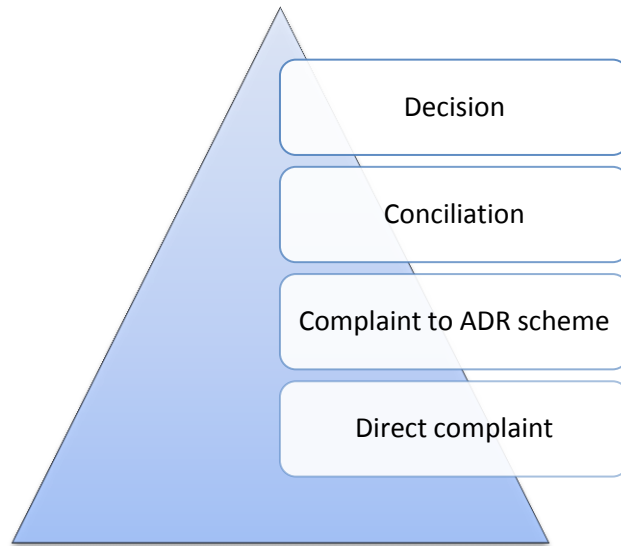 Decision
Conciliation
Complaint to ADR scheme
Direct complaint